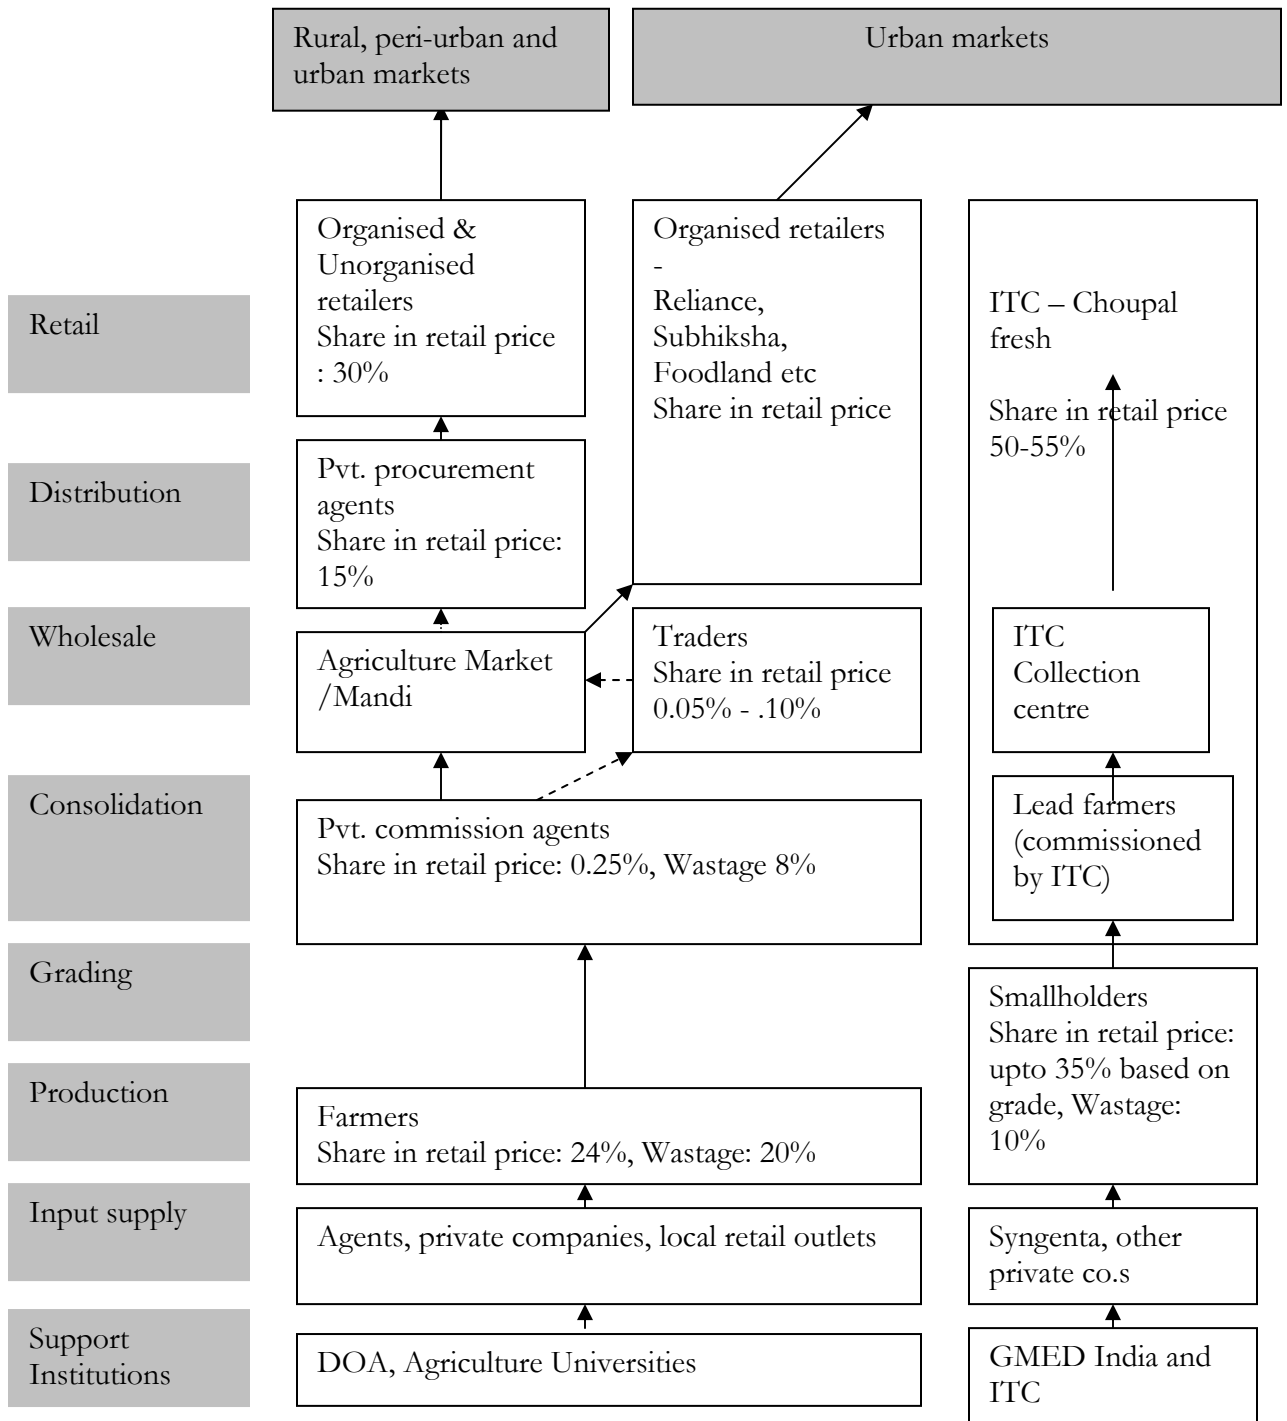 Rural, peri-urban and
urban markets
Urban markets
Retail
Organised &
Unorganised
retailers
Share in retail price
: 30%
Organised retailers
-
Reliance,
Subhiksha,
Foodland etc
Share in retail price
ITC – Choupal
fresh
Share in retail price
50-55%
Distribution
Pvt. procurement
agents
Share in retail price:
15%
Wholesale
Agriculture Market
/Mandi
Traders
Share in retail price
0.05% - .10%
ITC
Collection
centre
Consolidation
Pvt. commission agents
Share in retail price: 0.25%, Wastage 8%
Lead farmers
(commissioned
by ITC)
Grading
Smallholders
Share in retail price:
upto 35% based on
grade, Wastage:
10%
Production
Farmers
Share in retail price: 24%, Wastage: 20%
Input supply
Agents, private companies, local retail outlets
Syngenta, other
private co.s
Support
Institutions
DOA, Agriculture Universities
GMED India and
ITC